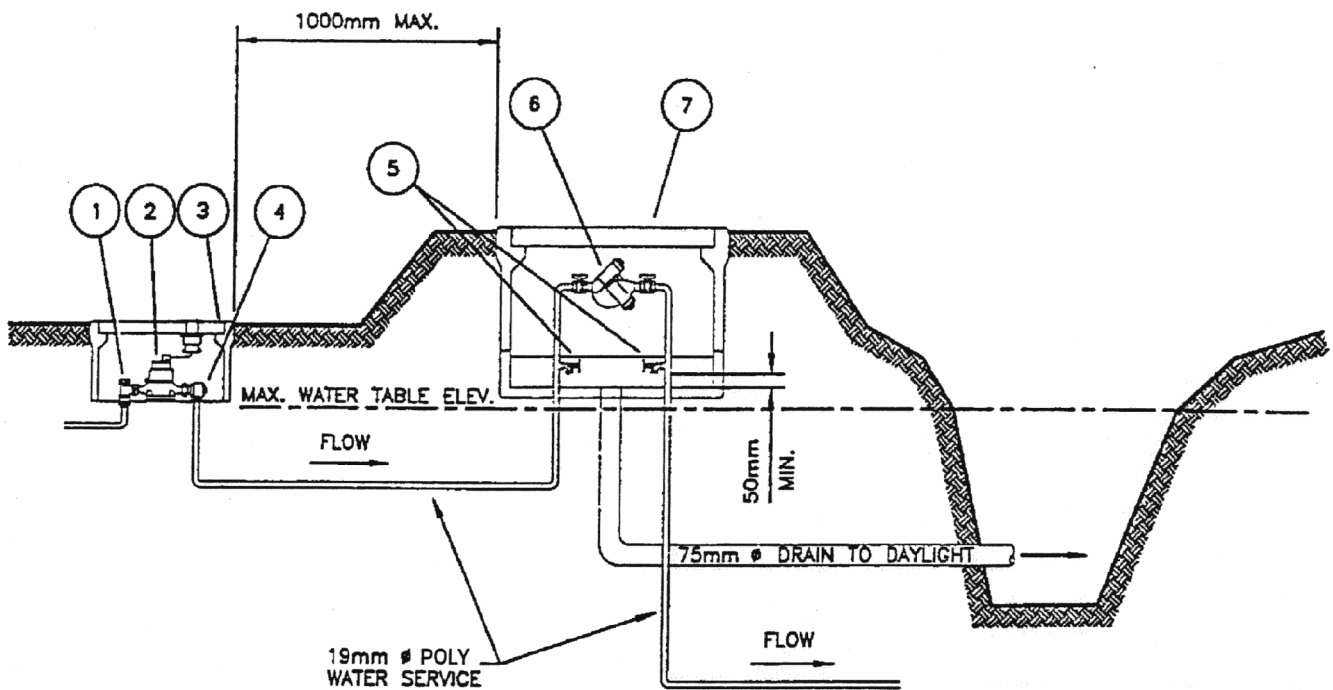 1000mm MAX.
6
7
5
1
2
3
4
MAX. WATER TABLE ELEV.
FLOW
50mm
MIN.
75mm ø DRAIN TO DAYLIGHT
19mm ø POLY
WATER SERVICE
FLOW